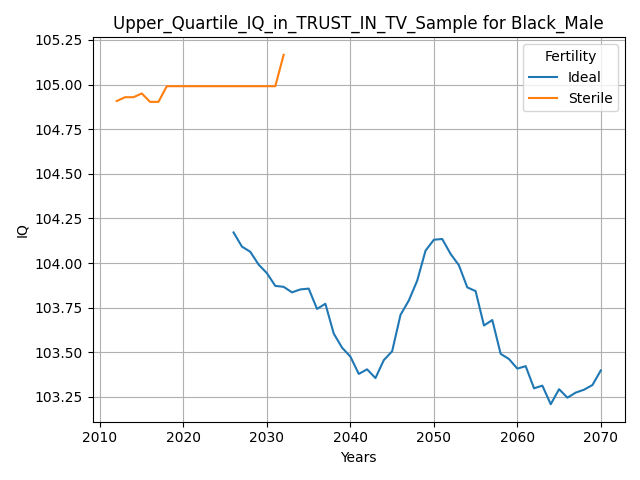 Upper_Quartile_IQ_in_TRUST_IN_TV_Sample for Black_Male
105.25
105.00
104.75
104.50
104.25
104.00
103.75
103.50
103.25
IQ
Fertility
Ideal
Sterile
2010 2020 2030 2040 2050 2060 2070
Years